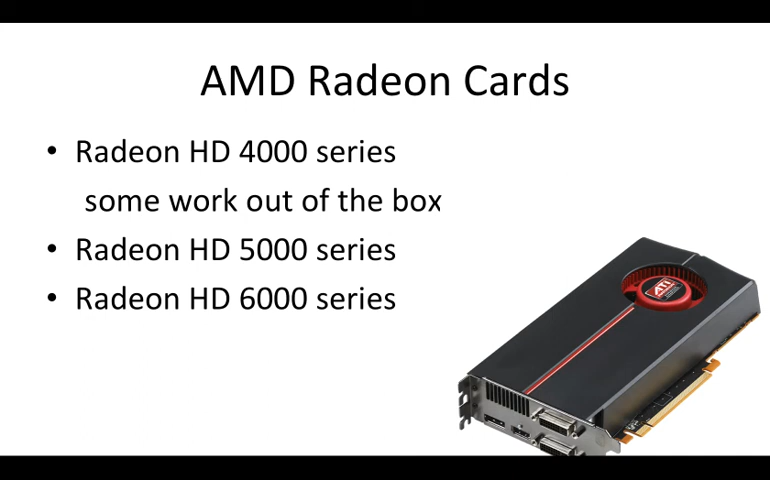 AMD Radeon Cards
• Radeon HD 4000 series
some work out of the box
• Radeon HD 5000 series
• Radeon HD 6000 series
ATI